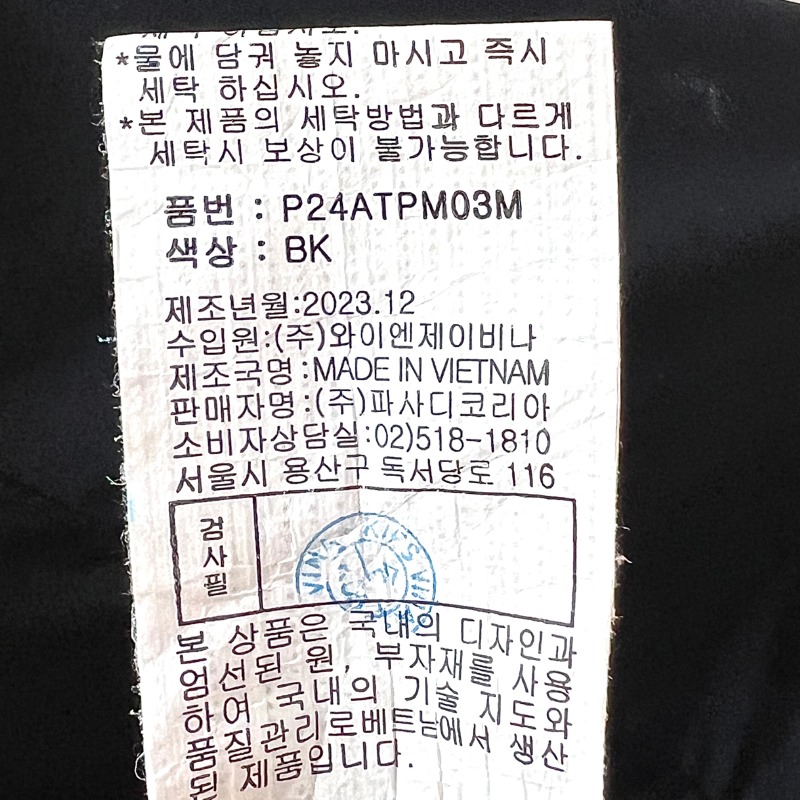 *물에 담궈 놓지 마시고 즉시
세탁 하십시오.
*본 제품의 세탁방법과 다르게
세탁시 보상이 불가능합니다.
품번 : P24ATPM03M
색상 : BK
제조년월:2023.12
수입원:(주)와이엔제이비나
제조국명:MADE IN VIETNAM
판매자명:(주)파사디코리아
소비자상담실:02)518-1810
서울시 용산구 독서당로 116
검사필
본 상품은 국내의 디자인과
엄선된 원, 부자재를 사용
하여 국내의 기술 지도와
품질관리로베트남에서 생산
된 제품입니다.